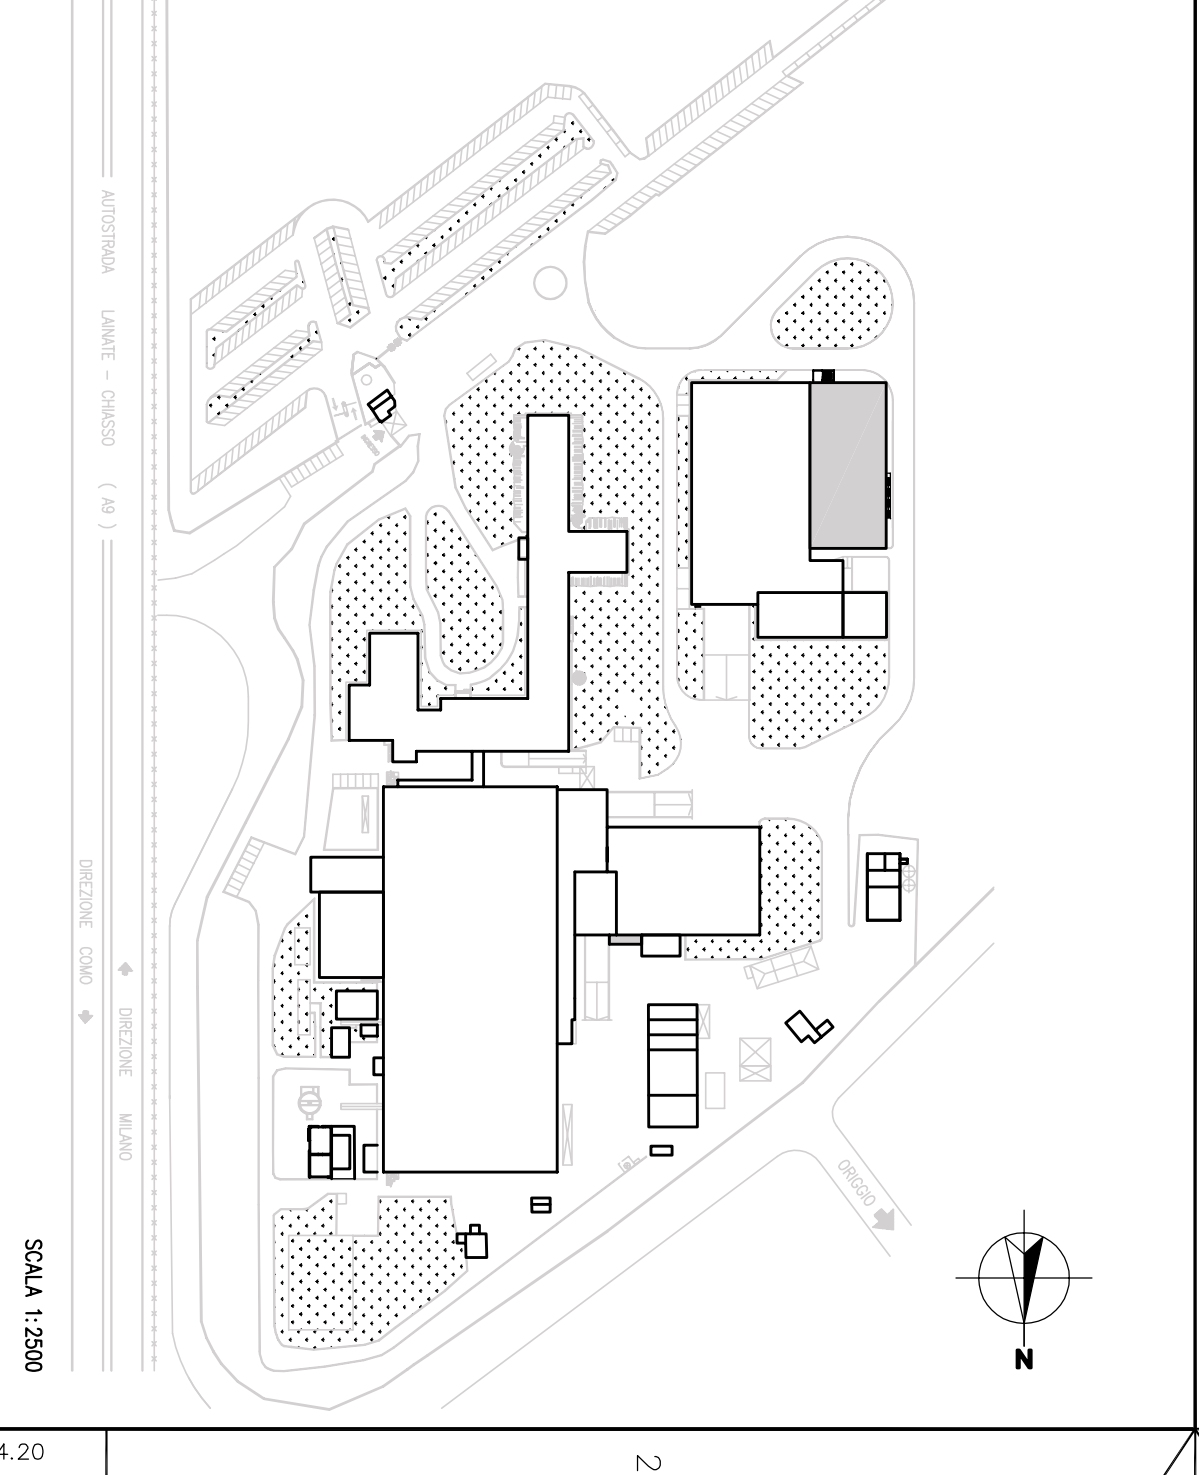 AUTOSTRADA LAINATE - CHIASSO ( A9 )
DIREZIONE COMO
DIREZIONE MILANO
ORIGGIO
N
SCALA 1:2500
4.20
2